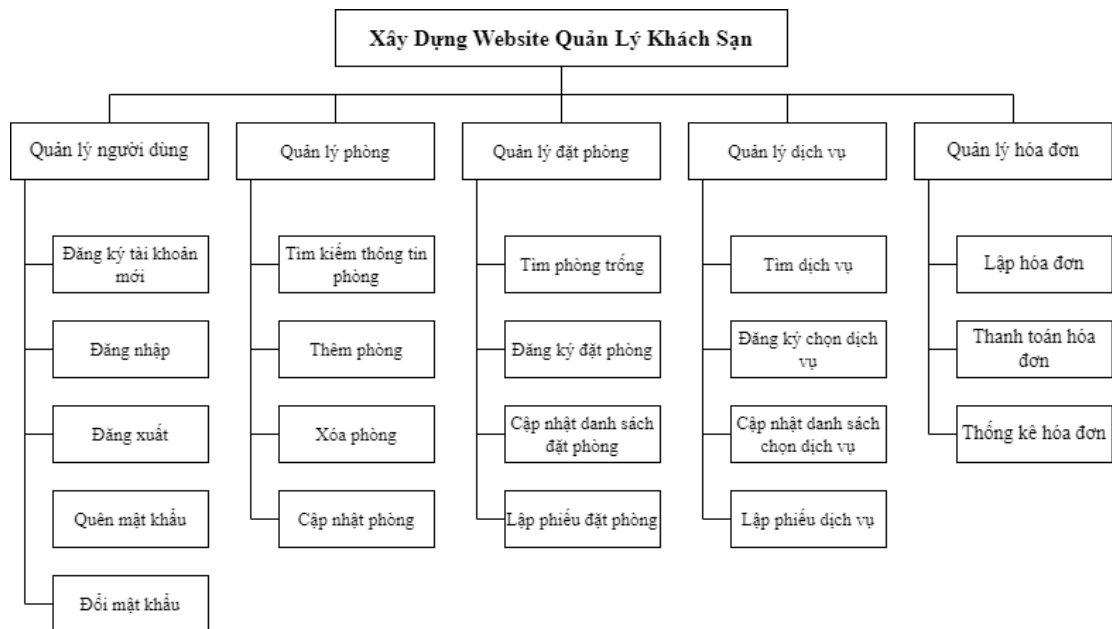 Xây Dựng Website Quản Lý Khách Sạn
Quản lý người dùng
Quản lý phòng
Quản lý đặt phòng
Quản lý dịch vụ
Quản lý hóa đơn
Đăng ký tài khoản
mới
Đăng nhập
Đăng xuất
Quên mật khẩu
Đổi mật khẩu
Tìm kiếm thông tin
phòng
Thêm phòng
Xóa phòng
Cập nhật phòng
Tìm phòng trống
Đăng ký đặt phòng
Cập nhật danh sách
đặt phòng
Lập phiếu đặt phòng
Tìm dịch vụ
Đăng ký chọn dịch
vụ
Cập nhật danh sách
chọn dịch vụ
Lập phiếu dịch vụ
Lập hóa đơn
Thanh toán hóa
đơn
Thống kê hóa đơn